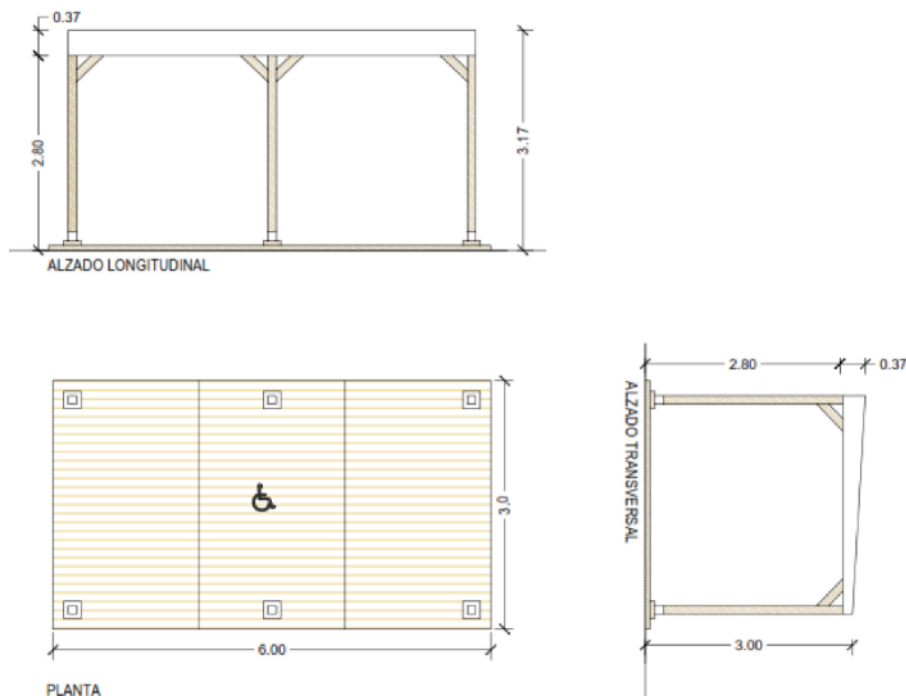 0.37
2.80
3.17
ALZADO LONGITUDINAL
2.80
0.37
ALZADO TRANSVERSAL
3.0
6.00
3.00
PLANTA